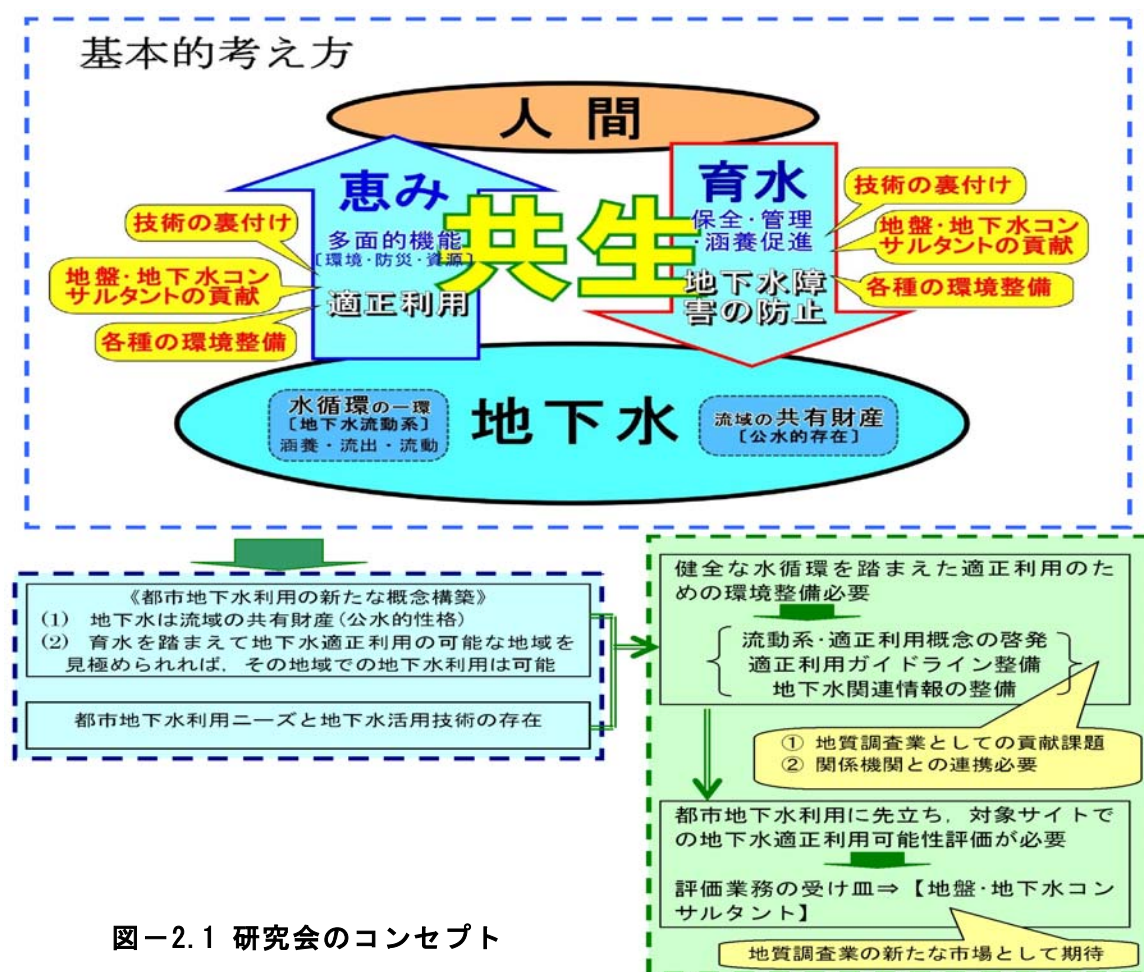 基本的考え方
人 間
恵み
多面的機能
［環境・防災・資源］
適正利用
技術の裏付け
地盤・地下水コン
サルタントの貢献
各種の環境整備
共生
育水
保全・管理
・涵養促進
地下水障
害の防止
技術の裏付け
地盤・地下水コン
サルタントの貢献
各種の環境整備
水循環の一環
［地下水流動系］
涵養・流出・流動
地下水
流域の共有財産
［公水的存在］
《都市地下水利用の新たな概念構築》
(1) 地下水は流域の共有財産(公水的性格)
(2) 育水を踏まえて地下水適正利用の可能な地域を
見極められれば，その地域での地下水利用は可能
都市地下水利用ニーズと地下水活用技術の存在
健全な水循環を踏まえた適正利用のた
めの環境整備必要
流動系・適正利用概念の啓発
適正利用ガイドライン整備
地下水関連情報の整備
① 地質調査業としての貢献課題
② 関係機関との連携必要
都市地下水利用に先立ち，対象サイトで
の地下水適正利用可能性評価が必要
評価業務の受け皿⇒【地盤・地下水コン
サルタント】
地質調査業の新たな市場として期待
図－2.1 研究会のコンセプト